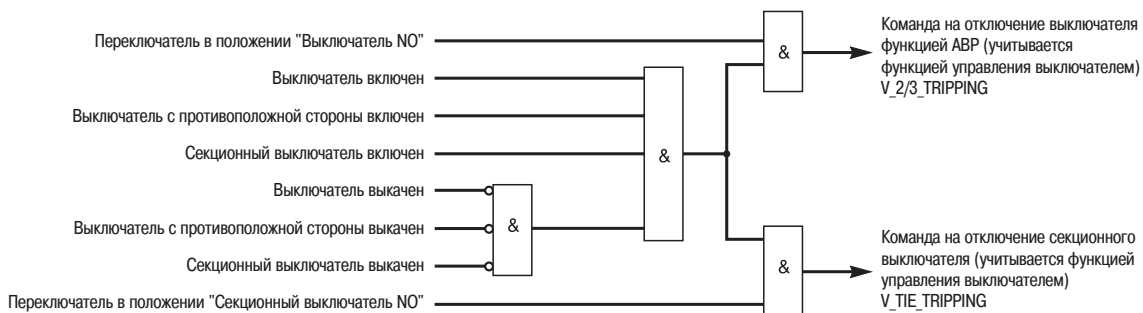 Переключатель в положении "Выключатель NO"
Выключатель включен
Выключатель с противоположной стороны включен
Секционный выключатель включен
Выключатель выкачен
Выключатель с противоположной стороны выкачен
Секционный выключатель выкачен
Переключатель в положении "Секционный выключатель NO"
&
&
&
&
Команда на отключение выключателя
функцией АВР (учитывается
функцией управления выключателем)
V_2/3_TRIPPING
Команда на отключение секционного
выключателя (учитывается функцией
управления выключателем)
V_TIE_TRIPPING